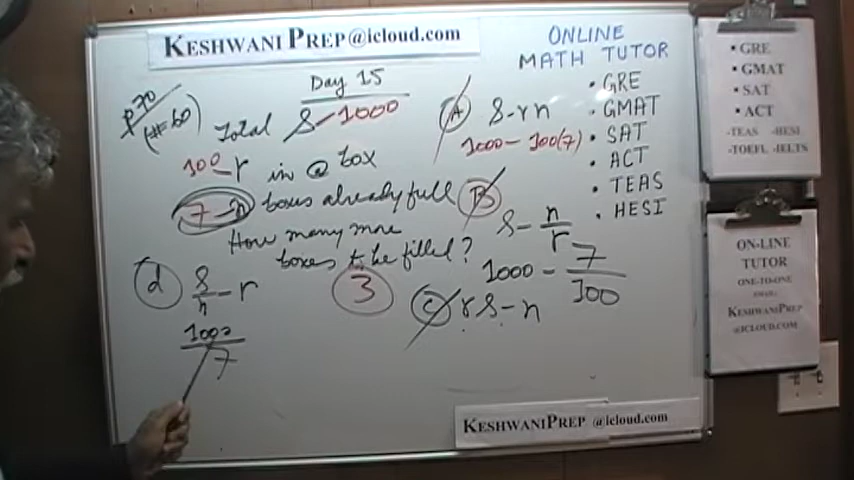 KESHWANI PREP@icloud.com
Day 15
P 70
(#60)
Total S - 1000
100 - r in @ box
7 - n boxes already full
How many more
boxes to be filled?
3
A S - rn
1000 - 100(7)
B S - n/r
1000 - 7/100
C rS - n
d S/n - r
1000/7
ONLINE
MATH TUTOR
• GRE
• GMAT
• SAT
• ACT
• TEAS
• HESI
• GRE
• GMAT
• SAT
• ACT
-TEAS -HESI
-TOEFL -IELTS
ON-LINE
TUTOR
ONE-TO-ONE
KESHWANIPREP
@ICLOUD.COM
KESHWANIPREP @icloud.com